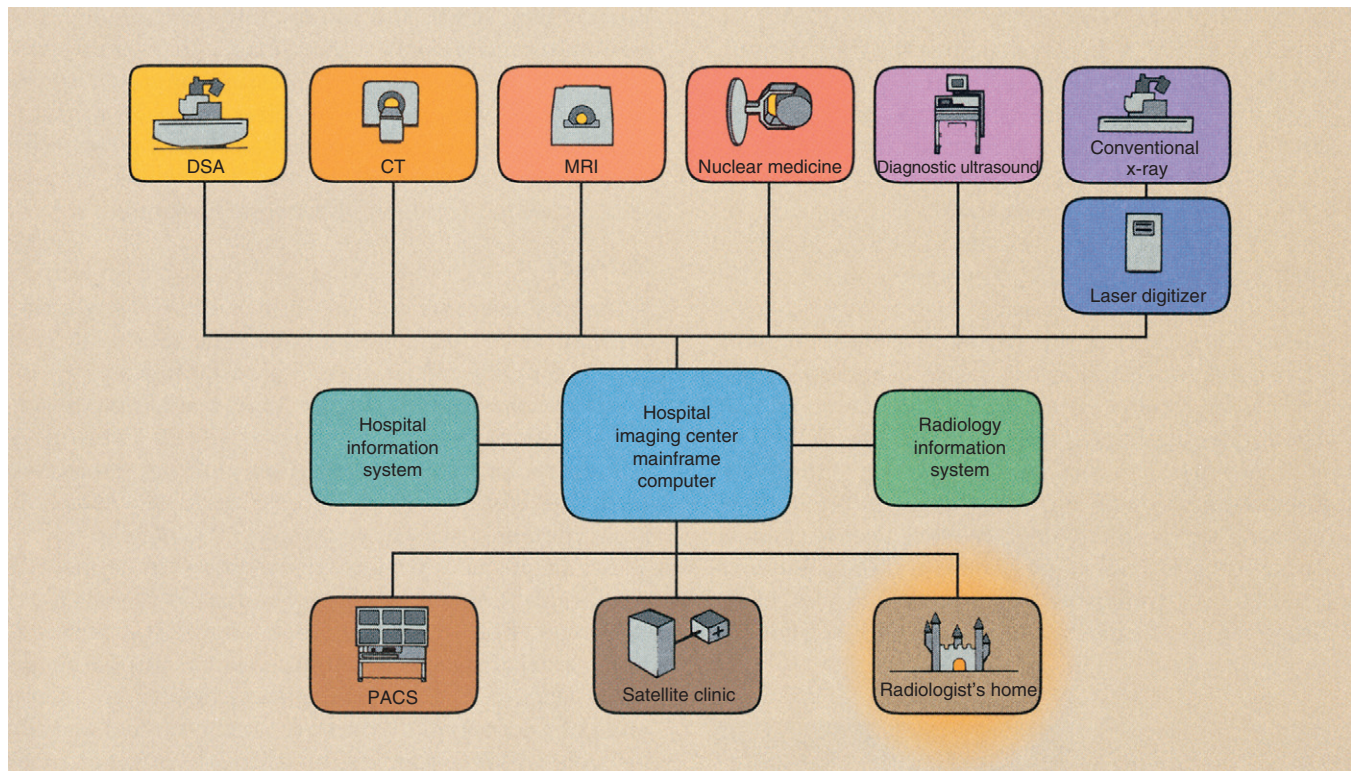 DSA
CT
MRI
Nuclear medicine
Diagnostic ultrasound
Conventional
x-ray
Laser digitizer
Hospital
information
system
Hospital
imaging center
mainframe
computer
Radiology
information
system
PACS
Satellite clinic
Radiologist's home